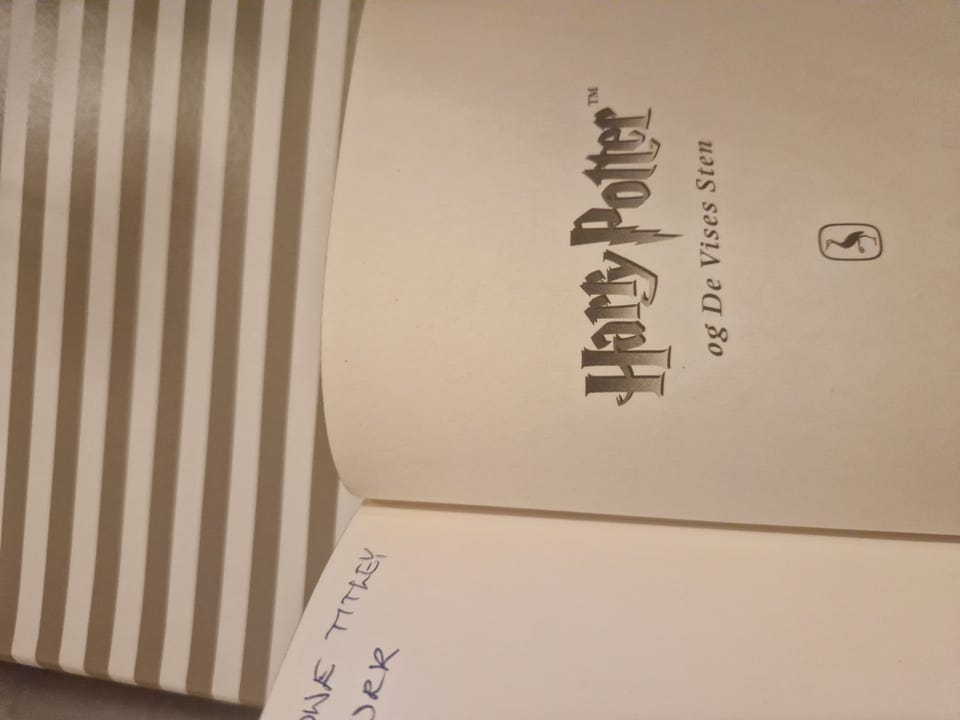 TITLEY
Harry Potter™
og De Vises Sten